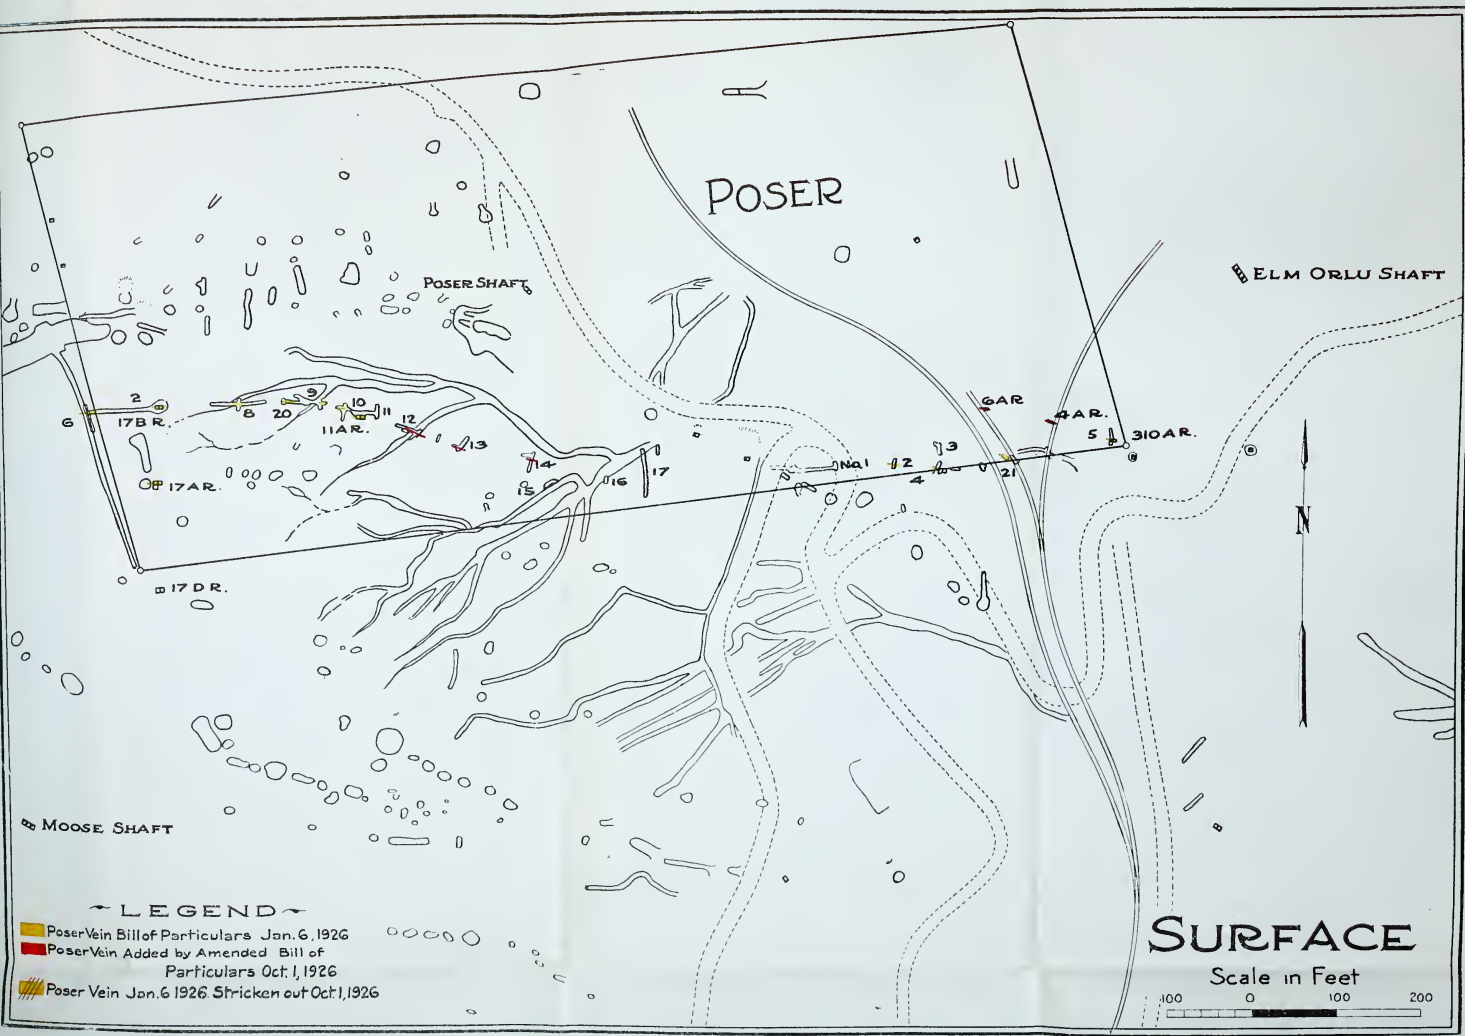 POSER
POSER SHAFT
ELM ORLU SHAFT
6AR
4AR.
5
310AR.
2
9
10
11
6
17BR.
8
20
11AR.
12
13
14
3
No.1
2
4
21
17
16
15
17AR.
17DR.
N
MOOSE SHAFT
LEGEND
Poser Vein Bill of Particulars Jan. 6, 1926
Poser Vein Added by Amended Bill of
Particulars Oct. 1, 1926
Poser Vein Jan. 6 1926. Stricken out Oct. 1, 1926
SURFACE
Scale in Feet
100 0 100 200